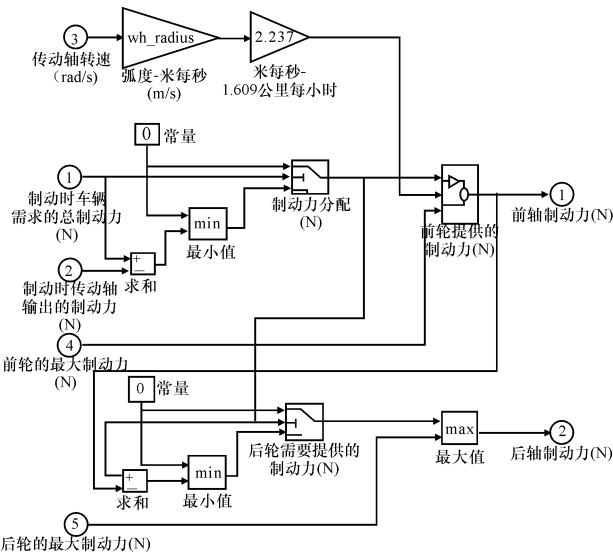 3
wh_radius
2.237
传动轴转速
(rad/s)
弧度-米每秒
(m/s)
米每秒-
1.609公里每小时
0
常量
1
制动时车辆
需求的总制动力
(N)
min
最小值
制动力分配
(N)
前轮提供的
制动力(N)
1
前轴制动力(N)
2
+
—
求和
制动时传动轴
输出的制动力
(N)
4
前轮的最大制动力
(N)
0
常量
后轮需要提供的
制动力(N)
max
最大值
2
后轴制动力(N)
+
—
求和
min
最小值
5
后轮的最大制动力(N)